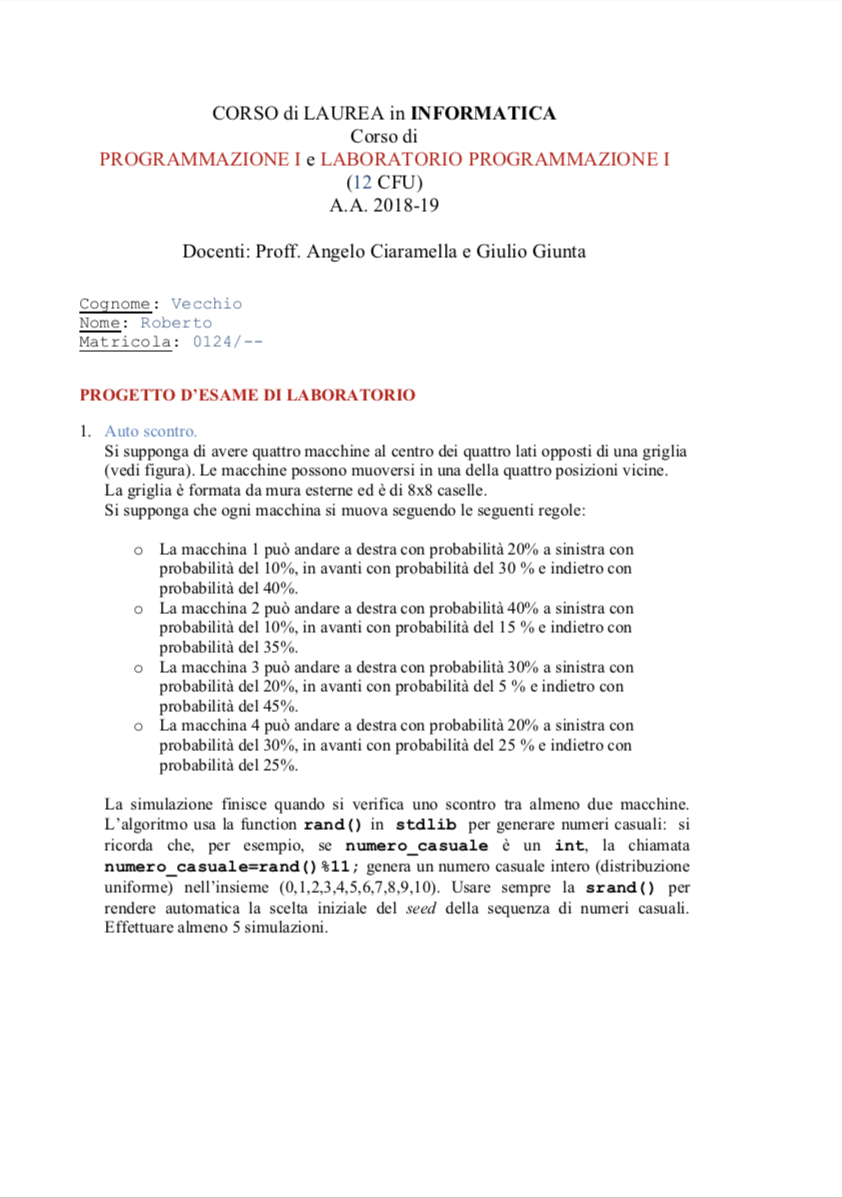 CORSO di LAUREA in INFORMATICA
Corso di
PROGRAMMAZIONE I e LABORATORIO PROGRAMMAZIONE I
(12 CFU)
A.A. 2018-19
Docenti: Proff. Angelo Ciaramella e Giulio Giunta
Cognome: Vecchio
Nome: Roberto
Matricola: 0124/--
PROGETTO D’ESAME DI LABORATORIO
1. Auto scontro.
Si supponga di avere quattro macchine al centro dei quattro lati opposti di una griglia
(vedi figura). Le macchine possono muoversi in una della quattro posizioni vicine.
La griglia è formata da mura esterne ed è di 8x8 caselle.
Si supponga che ogni macchina si muova seguendo le seguenti regole:
o La macchina 1 può andare a destra con probabilità 20% a sinistra con
probabilità del 10%, in avanti con probabilità del 30 % e indietro con
probabilità del 40%.
o La macchina 2 può andare a destra con probabilità 40% a sinistra con
probabilità del 10%, in avanti con probabilità del 15 % e indietro con
probabilità del 35%.
o La macchina 3 può andare a destra con probabilità 30% a sinistra con
probabilità del 20%, in avanti con probabilità del 5 % e indietro con
probabilità del 45%.
o La macchina 4 può andare a destra con probabilità 20% a sinistra con
probabilità del 30%, in avanti con probabilità del 25 % e indietro con
probabilità del 25%.
La simulazione finisce quando si verifica uno scontro tra almeno due macchine.
L’algoritmo usa la function rand() in stdlib per generare numeri casuali: si
ricorda che, per esempio, se numero_casuale è un int, la chiamata
numero_casuale=rand()%11; genera un numero casuale intero (distribuzione
uniforme) nell’insieme (0,1,2,3,4,5,6,7,8,9,10). Usare sempre la srand() per
rendere automatica la scelta iniziale del seed della sequenza di numeri casuali.
Effettuare almeno 5 simulazioni.